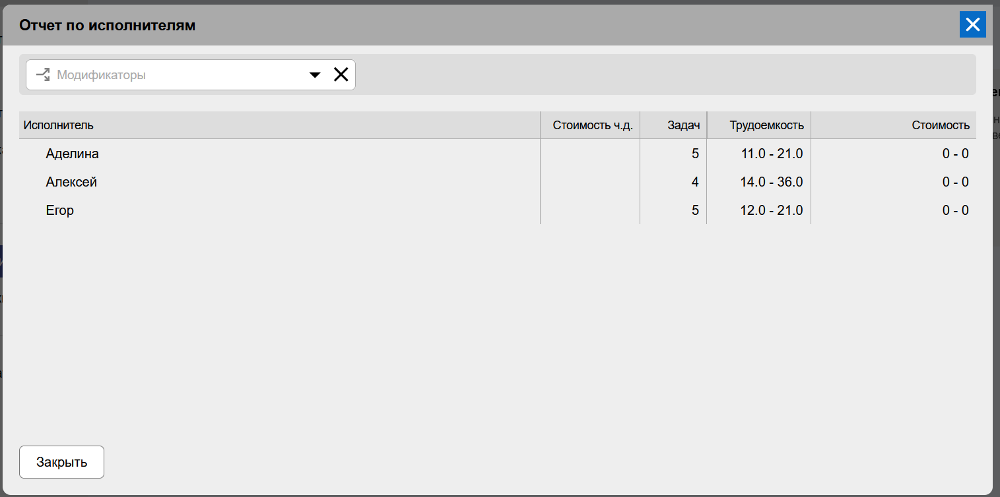 Отчет по исполнителям
Модификаторы
Исполнитель Стоимость ч.д. Задач Трудоемкость Стоимость
Аделина 5 11.0 - 21.0 0 - 0
Алексей 4 14.0 - 36.0 0 - 0
Егор 5 12.0 - 21.0 0 - 0
Закрыть